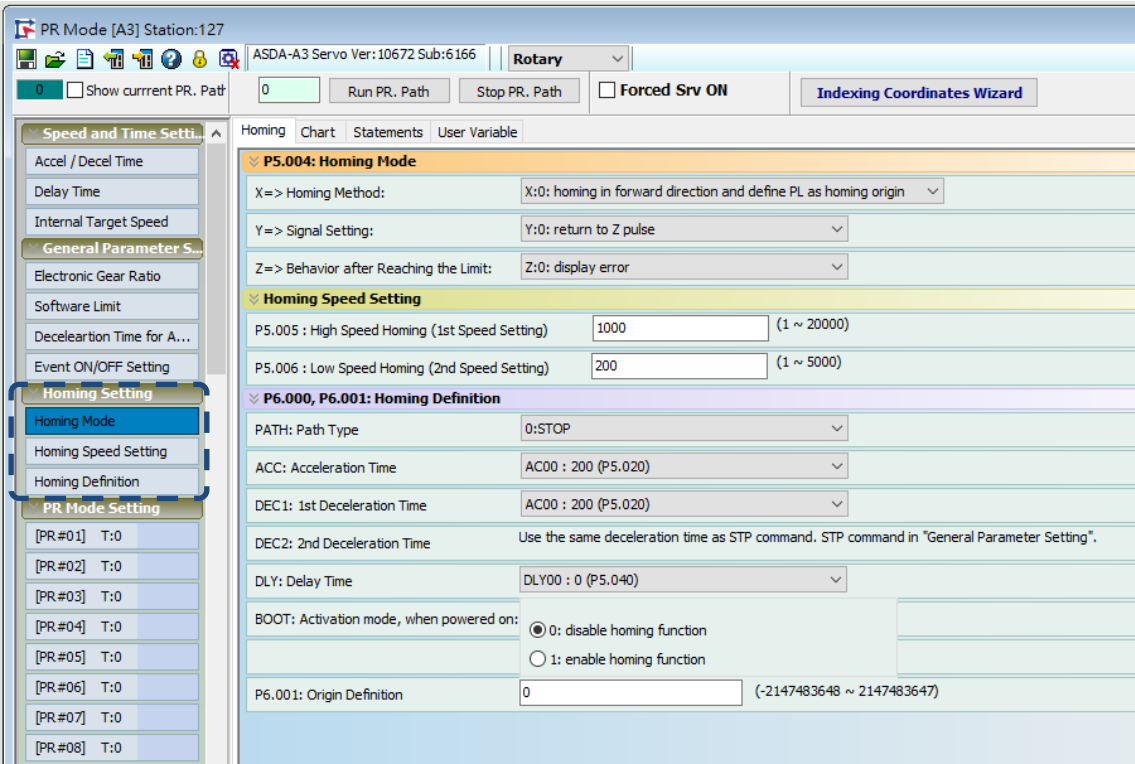 PR Mode [A3] Station:127
ASDA-A3 Servo Ver:10672 Sub:6166
Rotary
0
Show currrent PR. Path
0
Run PR. Path
Stop PR. Path
Forced Srv ON
Indexing Coordinates Wizard
Speed and Time Setti...
Accel / Decel Time
Delay Time
Internal Target Speed
General Parameter S...
Electronic Gear Ratio
Software Limit
Deceleartion Time for A...
Event ON/OFF Setting
Homing Setting
Homing Mode
Homing Speed Setting
Homing Definition
PR Mode Setting
[PR#01] T:0
[PR#02] T:0
[PR#03] T:0
[PR#04] T:0
[PR#05] T:0
[PR#06] T:0
[PR#07] T:0
[PR#08] T:0
Homing Chart Statements User Variable
P5.004: Homing Mode
X=> Homing Method: X:0: homing in forward direction and define PL as homing origin
Y=> Signal Setting: Y:0: return to Z pulse
Z=> Behavior after Reaching the Limit: Z:0: display error
Homing Speed Setting
P5.005 : High Speed Homing (1st Speed Setting) 1000 (1 ~ 20000)
P5.006 : Low Speed Homing (2nd Speed Setting) 200 (1 ~ 5000)
P6.000, P6.001: Homing Definition
PATH: Path Type 0:STOP
ACC: Acceleration Time AC00 : 200 (P5.020)
DEC1: 1st Deceleration Time AC00 : 200 (P5.020)
DEC2: 2nd Deceleration Time Use the same deceleration time as STP command. STP command in "General Parameter Setting".
DLY: Delay Time DLY00 : 0 (P5.040)
BOOT: Activation mode, when powered on:
0: disable homing function
1: enable homing function
P6.001: Origin Definition 0 (-2147483648 ~ 2147483647)